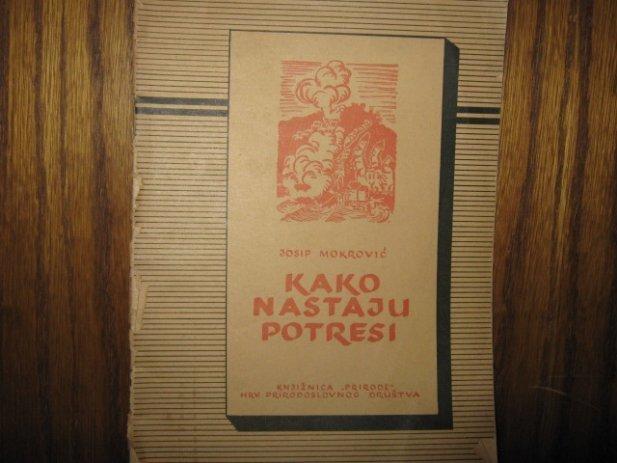 JOSIP MOKROVIĆ
KAKO
NASTAJU
POTRESI
KNJIŽNICA „PRIRODE“
HRV. PRIRODOSLOVNOG DRUŠTVA